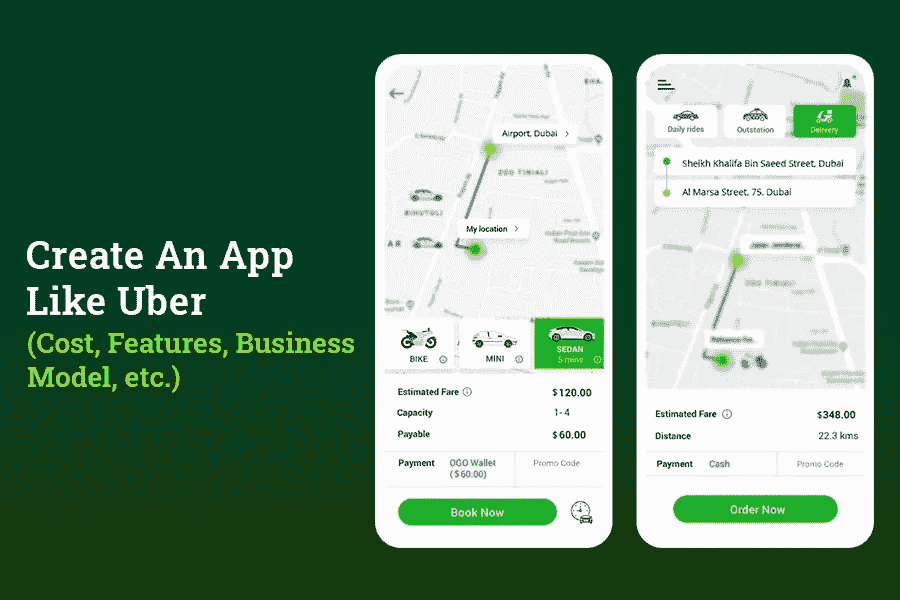 Create An App
Like Uber
(Cost, Features, Business
Model, etc.)
Airport, Dubai
My location
BIKE
MINI
SEDAN
5 mins
Estimated Fare
$120.00
Capacity
1- 4
Payable
$60.00
Payment
OGO Wallet
($60.00)
Promo Code
Book Now
Daily rides
Outstation
Delivery
Sheikh Khalifa Bin Saeed Street, Dubai
Al Marsa Street, 75, Dubai
Estimated Fare
$348.00
Distance
22.3 kms
Payment
Cash
Promo Code
Order Now